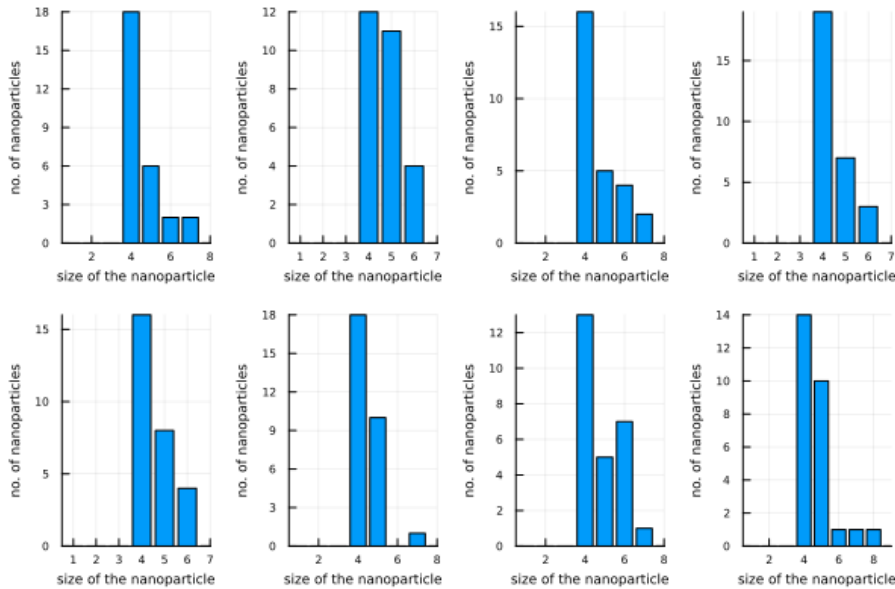 18
15
12
9
6
3
0
no. of nanoparticles
2 4 6 8
size of the nanoparticle
12
10
8
6
4
2
0
no. of nanoparticles
1 2 3 4 5 6 7
size of the nanoparticle
15
10
5
0
no. of nanoparticles
2 4 6 8
size of the nanoparticle
15
10
5
0
no. of nanoparticles
1 2 3 4 5 6 7
size of the nanoparticle
15
10
5
0
no. of nanoparticles
1 2 3 4 5 6 7
size of the nanoparticle
18
15
12
9
6
3
0
no. of nanoparticles
2 4 6 8
size of the nanoparticle
12
10
8
6
4
2
0
no. of nanoparticles
2 4 6 8
size of the nanoparticle
14
12
10
8
6
4
2
0
no. of nanoparticles
2 4 6 8
size of the nanoparticle